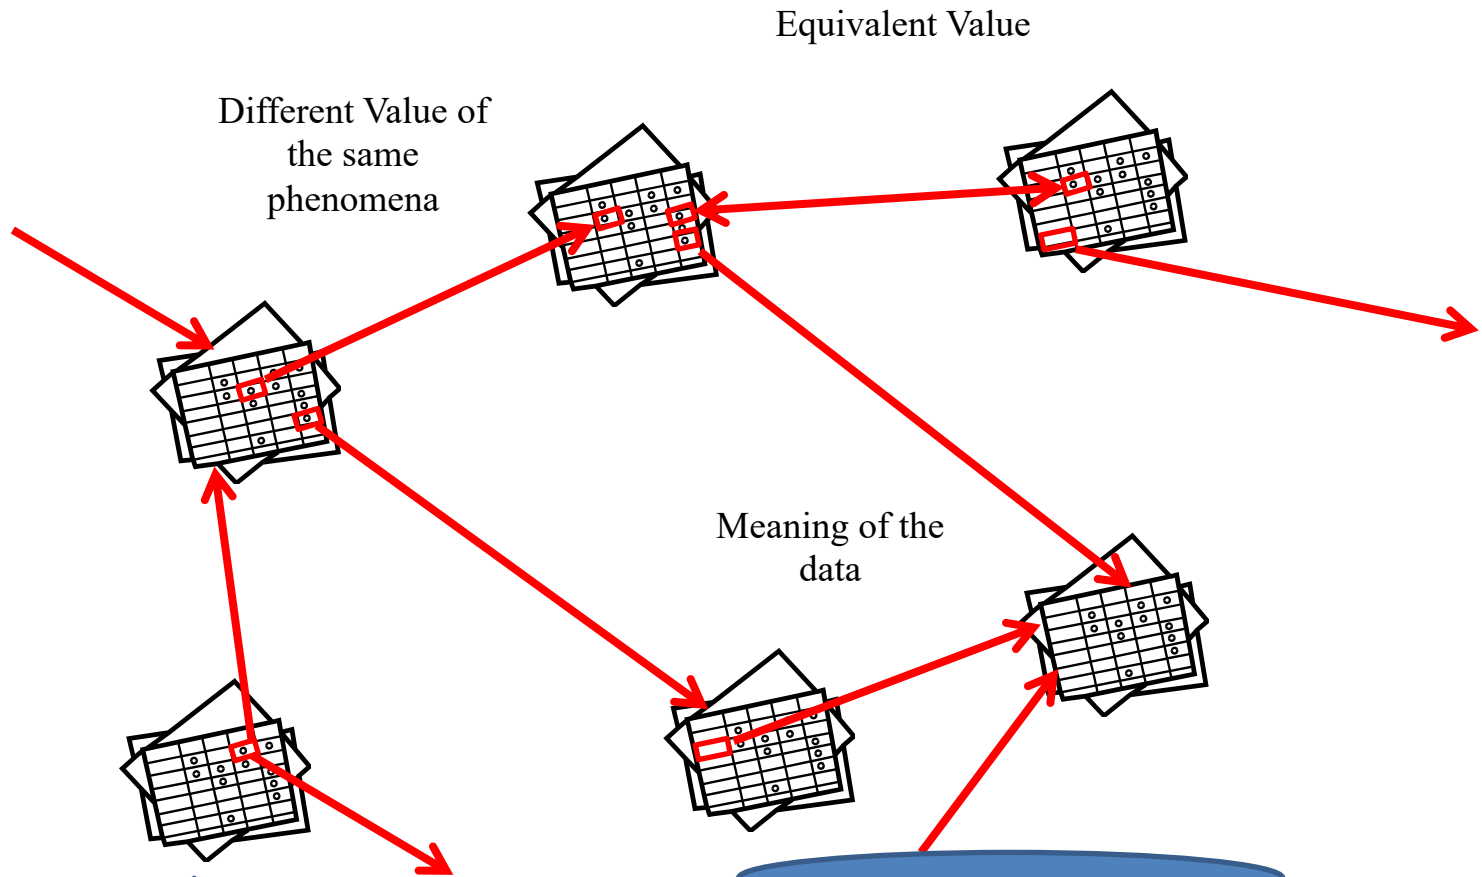 Equivalent Value
Different Value of
the same
phenomena
Meaning of the
data